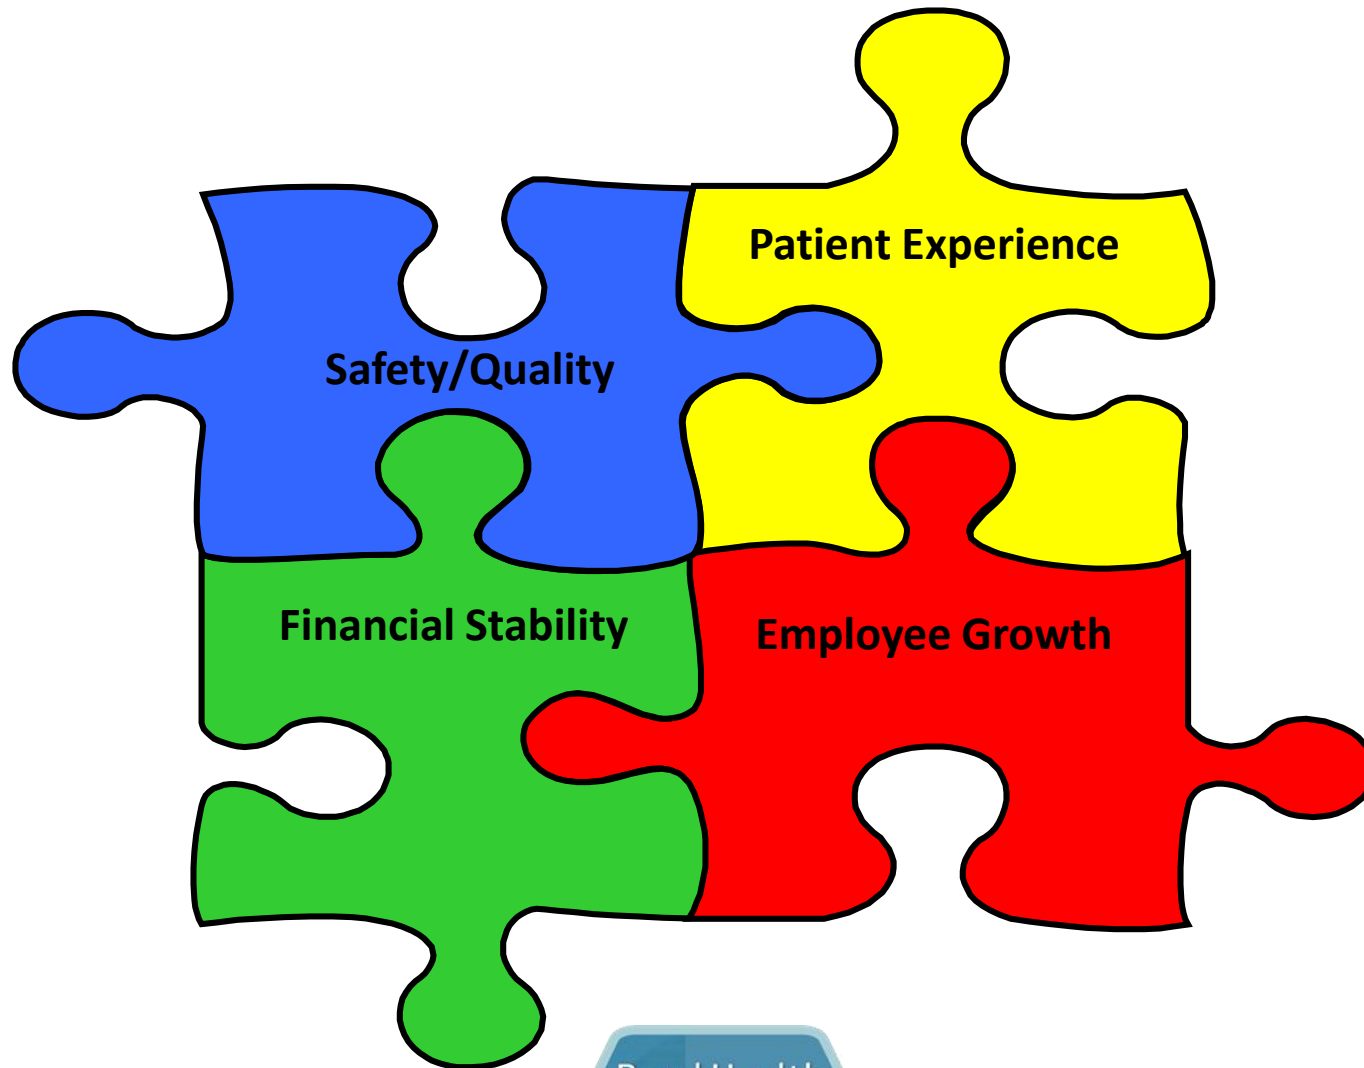 Patient Experience
Safety/Quality
Financial Stability
Employee Growth